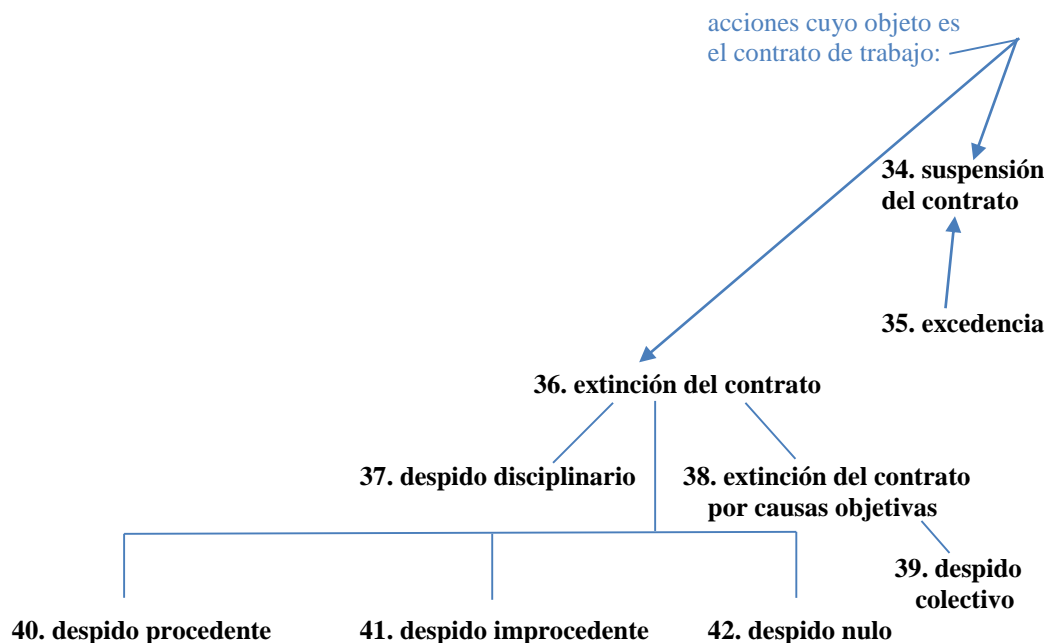 acciones cuyo objeto es
el contrato de trabajo:
34. suspensión
del contrato
35. excedencia
36. extinción del contrato
37. despido disciplinario
38. extinción del contrato
por causas objetivas
39. despido
colectivo
40. despido procedente
41. despido improcedente
42. despido nulo